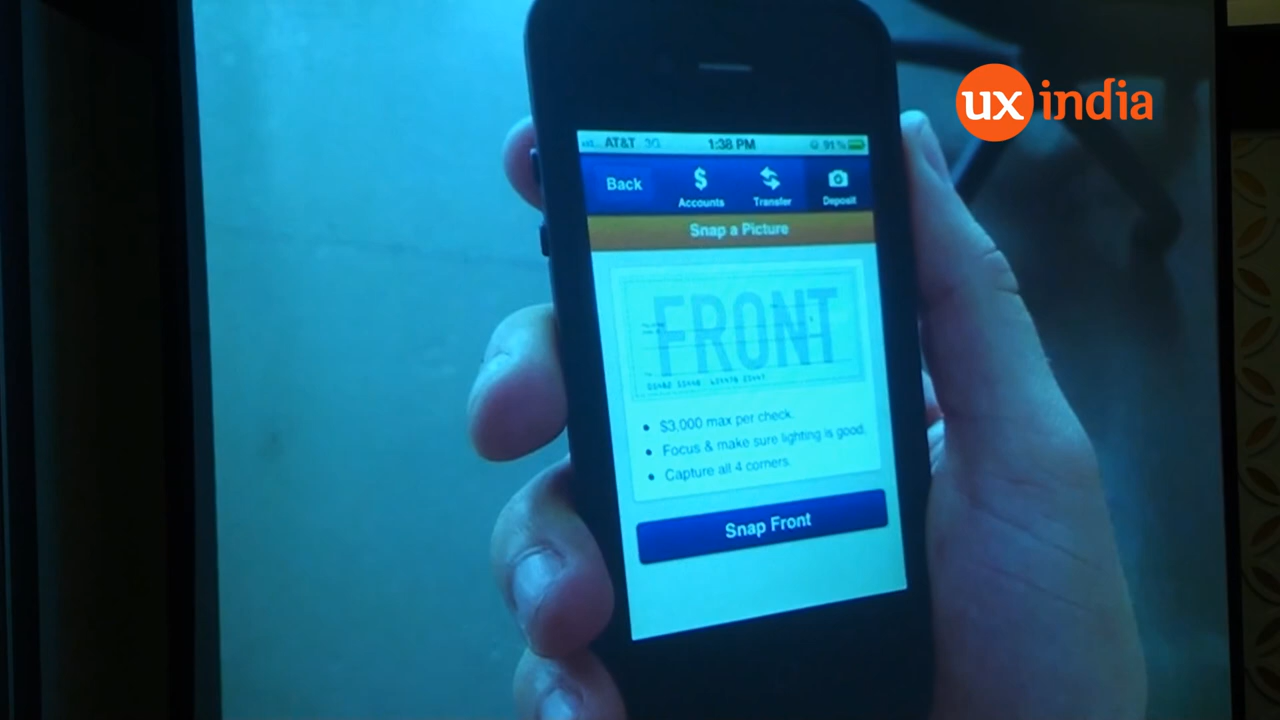 ux india
AT&T 3G 1:38 PM 91%
Back
Accounts
Transfer
Deposit
Snap a Picture
FRONT
$3,000 max per check.
Focus & make sure lighting is good.
Capture all 4 corners.
Snap Front